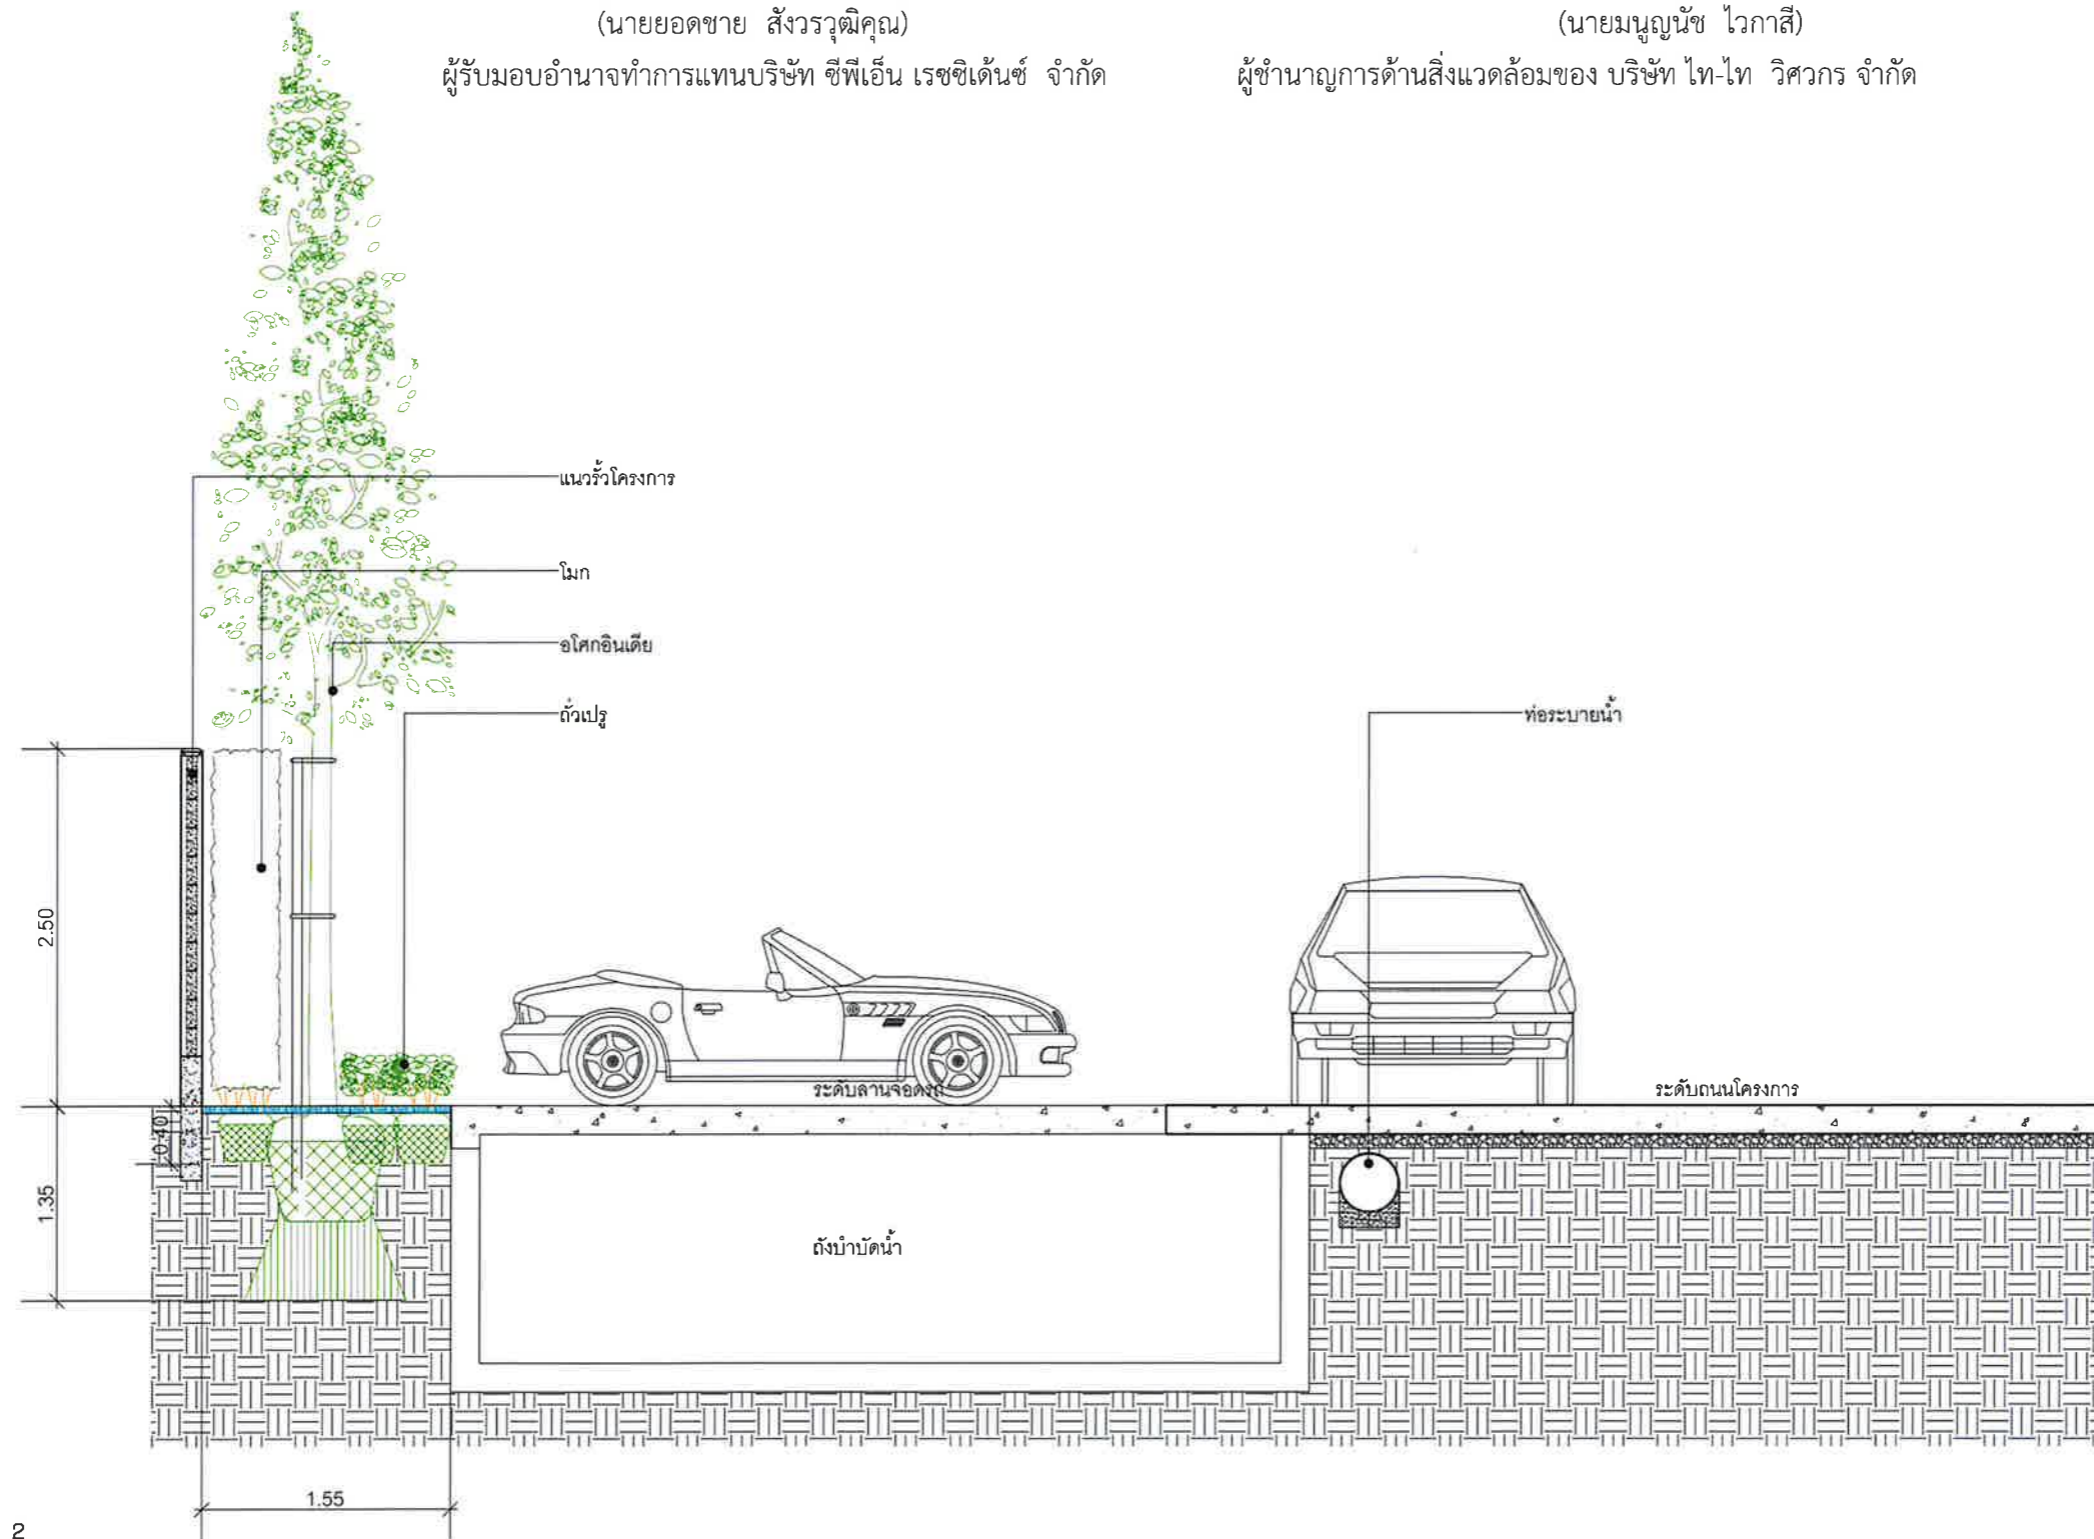 (นายยอดชาย สังวรวุฒิคุณ)
ผู้รับมอบอำนาจทำการแทนบริษัท ซีพีเอ็น เรซซิเด้นซ์ จำกัด
(นายมนูญนัช ไวกาสี)
ผู้ชำนาญการด้านสิ่งแวดล้อมของ บริษัท ไท-ไท วิศวกร จำกัด
แนวรั้วโครงการ
โมก
อโศกอินเดีย
ถั่วเปรู
ท่อระบายน้ำ
2.50
ระดับลานจอดรถ
ระดับถนนโครงการ
0.40
1.35
ถังบำบัดน้ำ
1.55
2